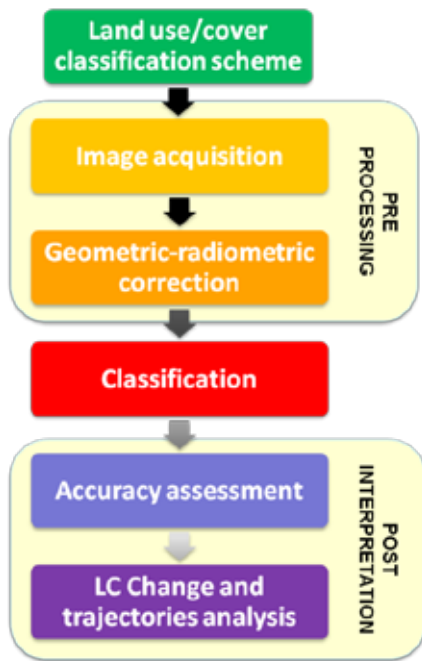 Land use/cover
classification scheme
Image acquisition
PRE
PROCESSING
Geometric-radiometric
correction
Classification
Accuracy assessment
POST
INTERPRETATION
LC Change and
trajectories analysis